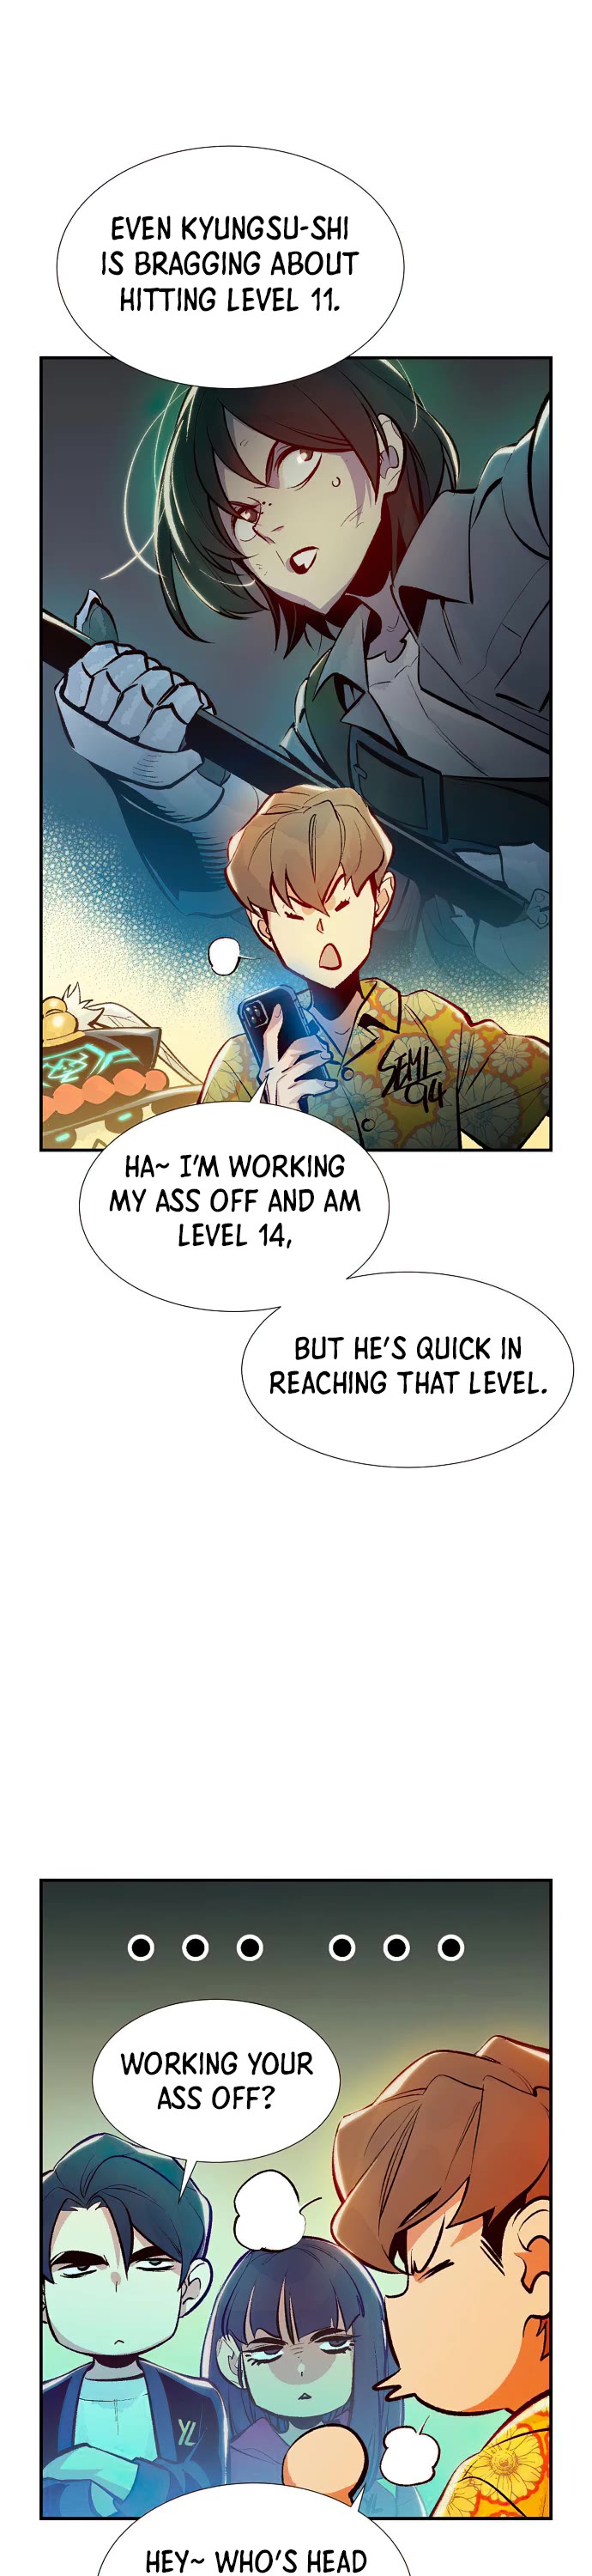 EVEN KYUNGSU-SHI
IS BRAGGING ABOUT
HITTING LEVEL 11.
SEML
94
HA~ I'M WORKING
MY ASS OFF AND AM
LEVEL 14,
BUT HE'S QUICK IN
REACHING THAT LEVEL.
WORKING YOUR
ASS OFF?
YL
HEY~ WHO'S HEAD